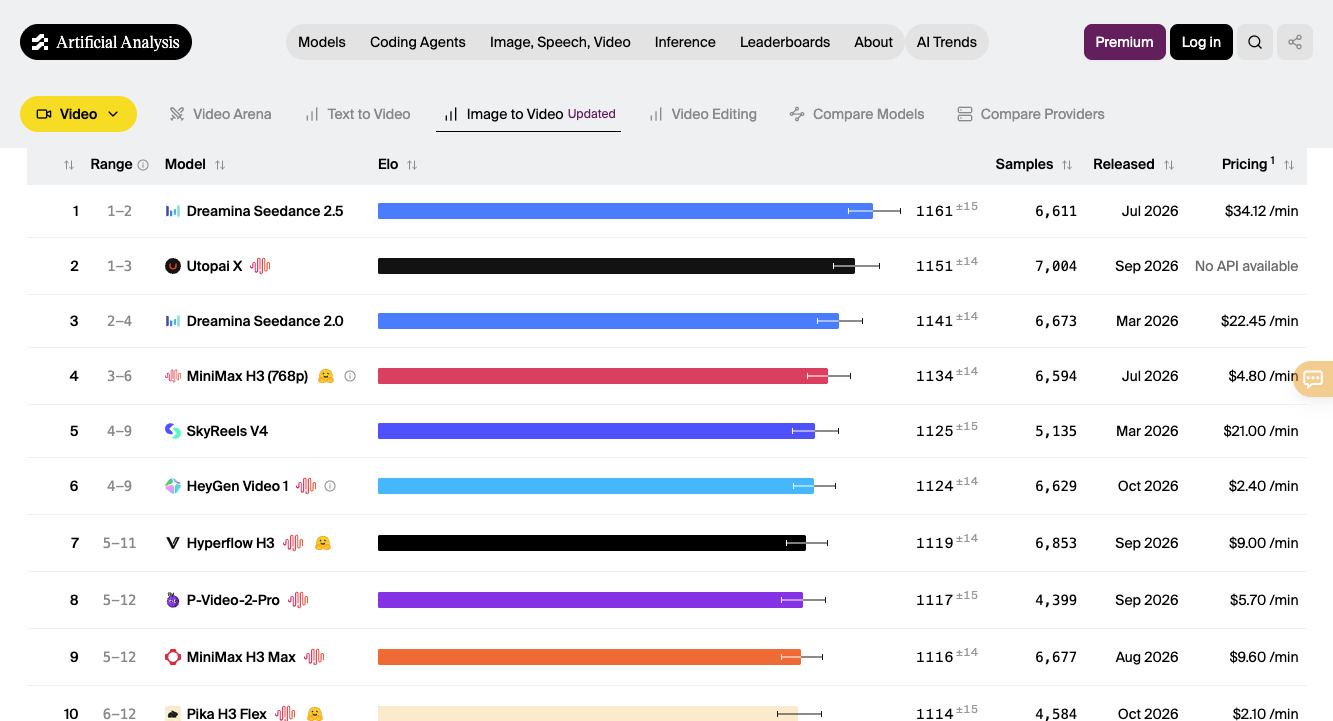 Artificial Analysis Models Coding Agents Image, Speech, Video Inference Leaderboards About AI Trends Premium Log in
Video Video Arena Text to Video Image to Video Updated Video Editing Compare Models Compare Providers
Range Model Elo Samples Released Pricing 1
1 1–2 Dreamina Seedance 2.5 1161 ±15 6,611 Jul 2026 $34.12 /min
2 1–3 Utopai X 1151 ±14 7,004 Sep 2026 No API available
3 2–4 Dreamina Seedance 2.0 1141 ±14 6,673 Mar 2026 $22.45 /min
4 3–6 MiniMax H3 (768p) 1134 ±14 6,594 Jul 2026 $4.80 /min
5 4–9 SkyReels V4 1125 ±15 5,135 Mar 2026 $21.00 /min
6 4–9 HeyGen Video 1 1124 ±14 6,629 Oct 2026 $2.40 /min
7 5–11 Hyperflow H3 1119 ±14 6,853 Sep 2026 $9.00 /min
8 5–12 P-Video-2-Pro 1117 ±15 4,399 Sep 2026 $5.70 /min
9 5–12 MiniMax H3 Max 1116 ±14 6,677 Aug 2026 $9.60 /min
10 6–12 Pika H3 Flex 1114 ±15 4,584 Oct 2026 $2.10 /min